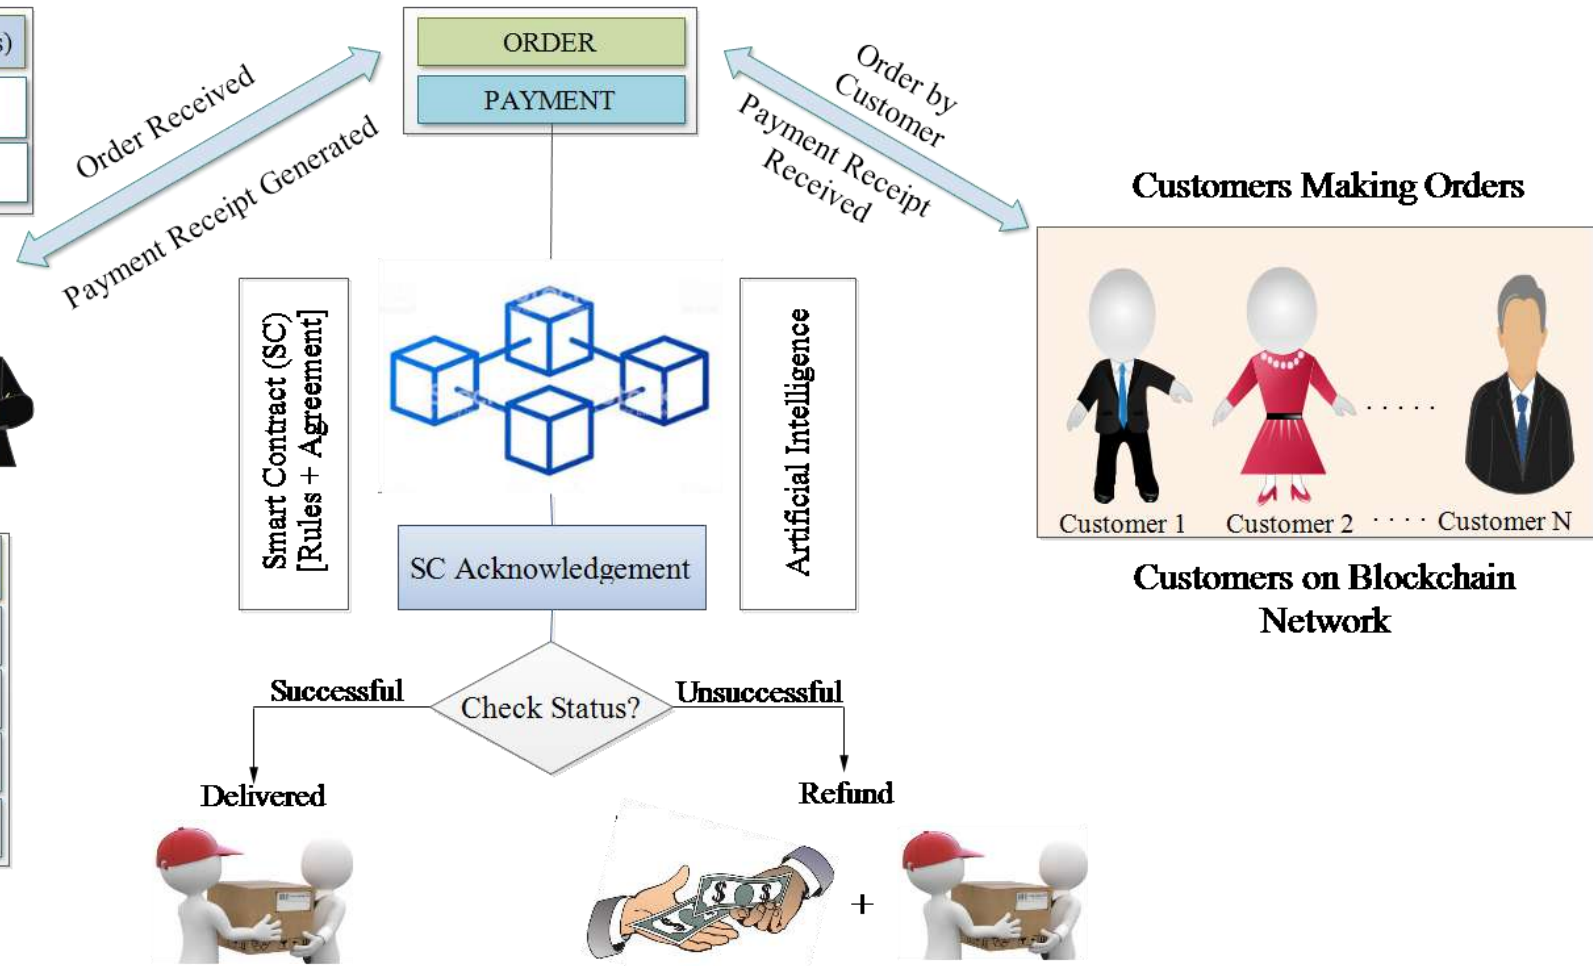 s)
ORDER
PAYMENT
Order Received
Payment Receipt Generated
Order by
Customer
Payment Receipt
Received
Customers Making Orders
Smart Contract (SC)
[Rules + Agreement]
Artificial Intelligence
Customer 1
Customer 2
· · · ·
Customer N
SC Acknowledgement
Customers on Blockchain
Network
Successful
Check Status?
Unsuccessful
Delivered
Refund
+